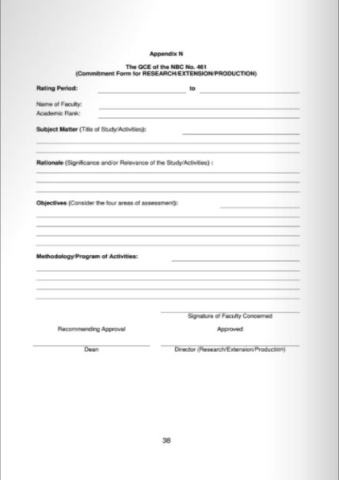 Appendix N
The QCE of the NBC No. 461
(Commitment Form for RESEARCH/EXTENSION/PRODUCTION)
Rating Period: to
Name of Faculty:
Academic Rank:
Subject Matter (Title of Study/Activities):
Rationale (Significance and/or Relevance of the Study/Activities) :
Objectives (Consider the four areas of assessment):
Methodology/Program of Activities:
Signature of Faculty Concerned
Recommending Approval Approved
Dean Director (Research/Extension/Production)
38